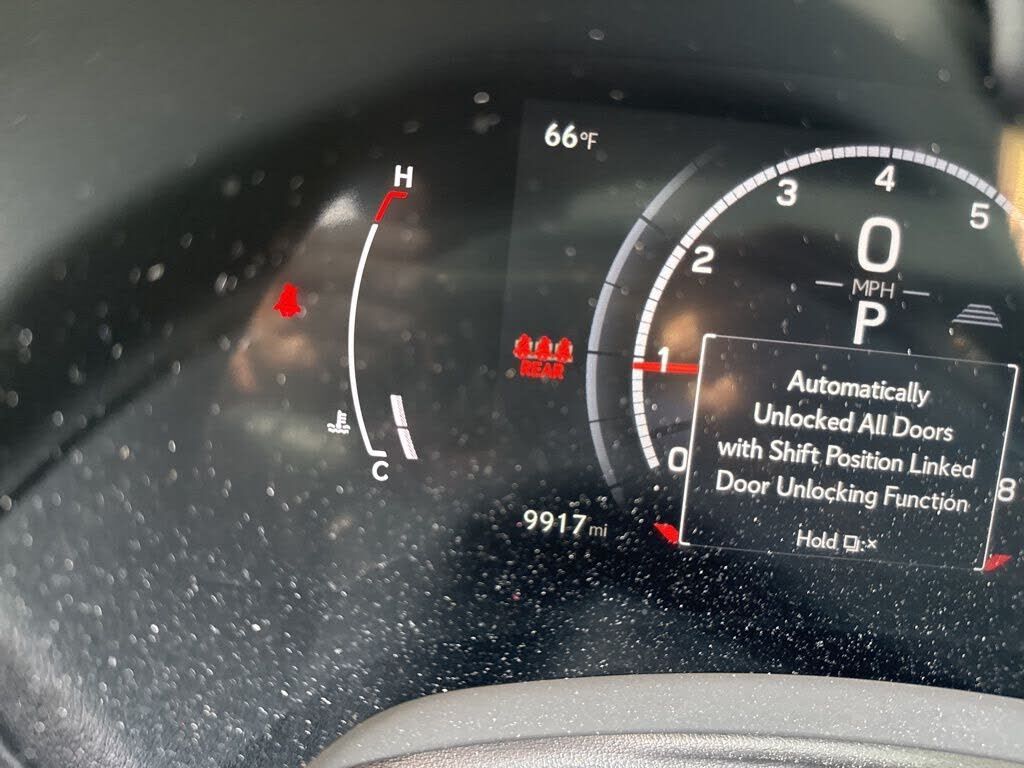 66°F
H
C
REAR
9917 mi
0
1
2
3
4
5
8
0
MPH
P
Automatically
Unlocked All Doors
with Shift Position Linked
Door Unlocking Function
Hold